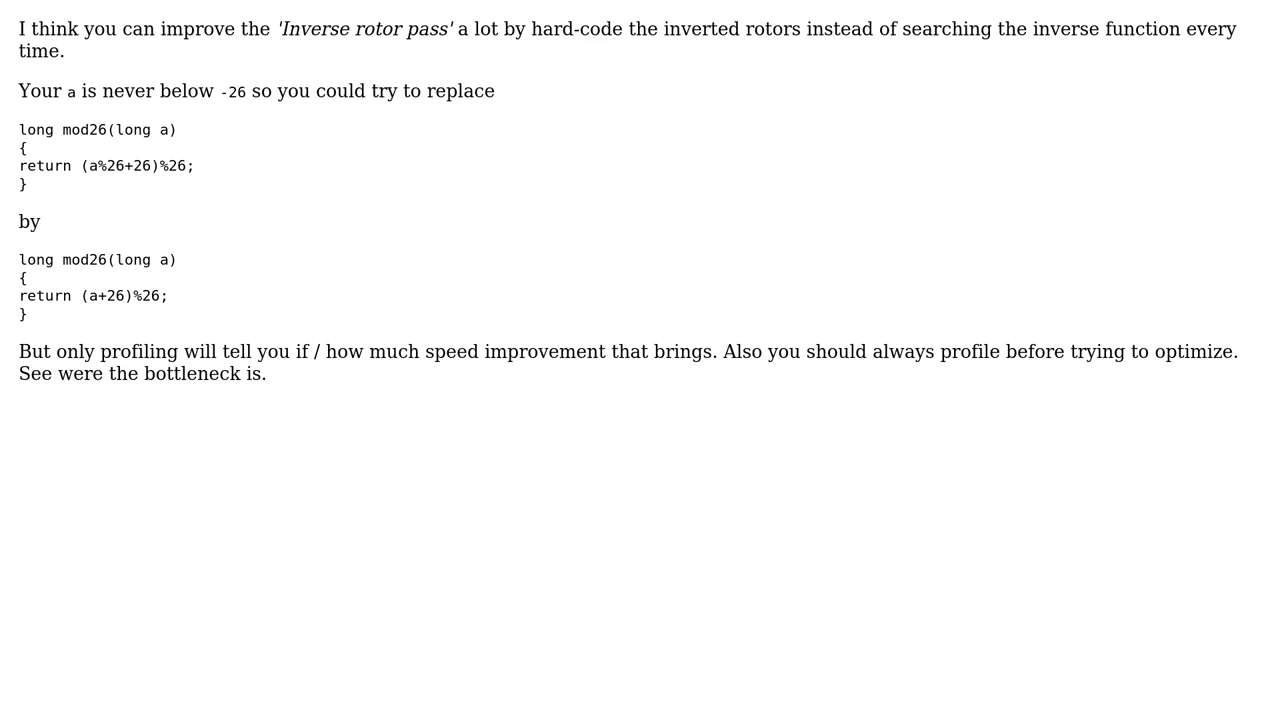 I think you can improve the 'Inverse rotor pass' a lot by hard-code the inverted rotors instead of searching the inverse function every
time.
Your a is never below -26 so you could try to replace
long mod26(long a)
{
return (a%26+26)%26;
}
by
long mod26(long a)
{
return (a+26)%26;
}
But only profiling will tell you if / how much speed improvement that brings. Also you should always profile before trying to optimize.
See were the bottleneck is.